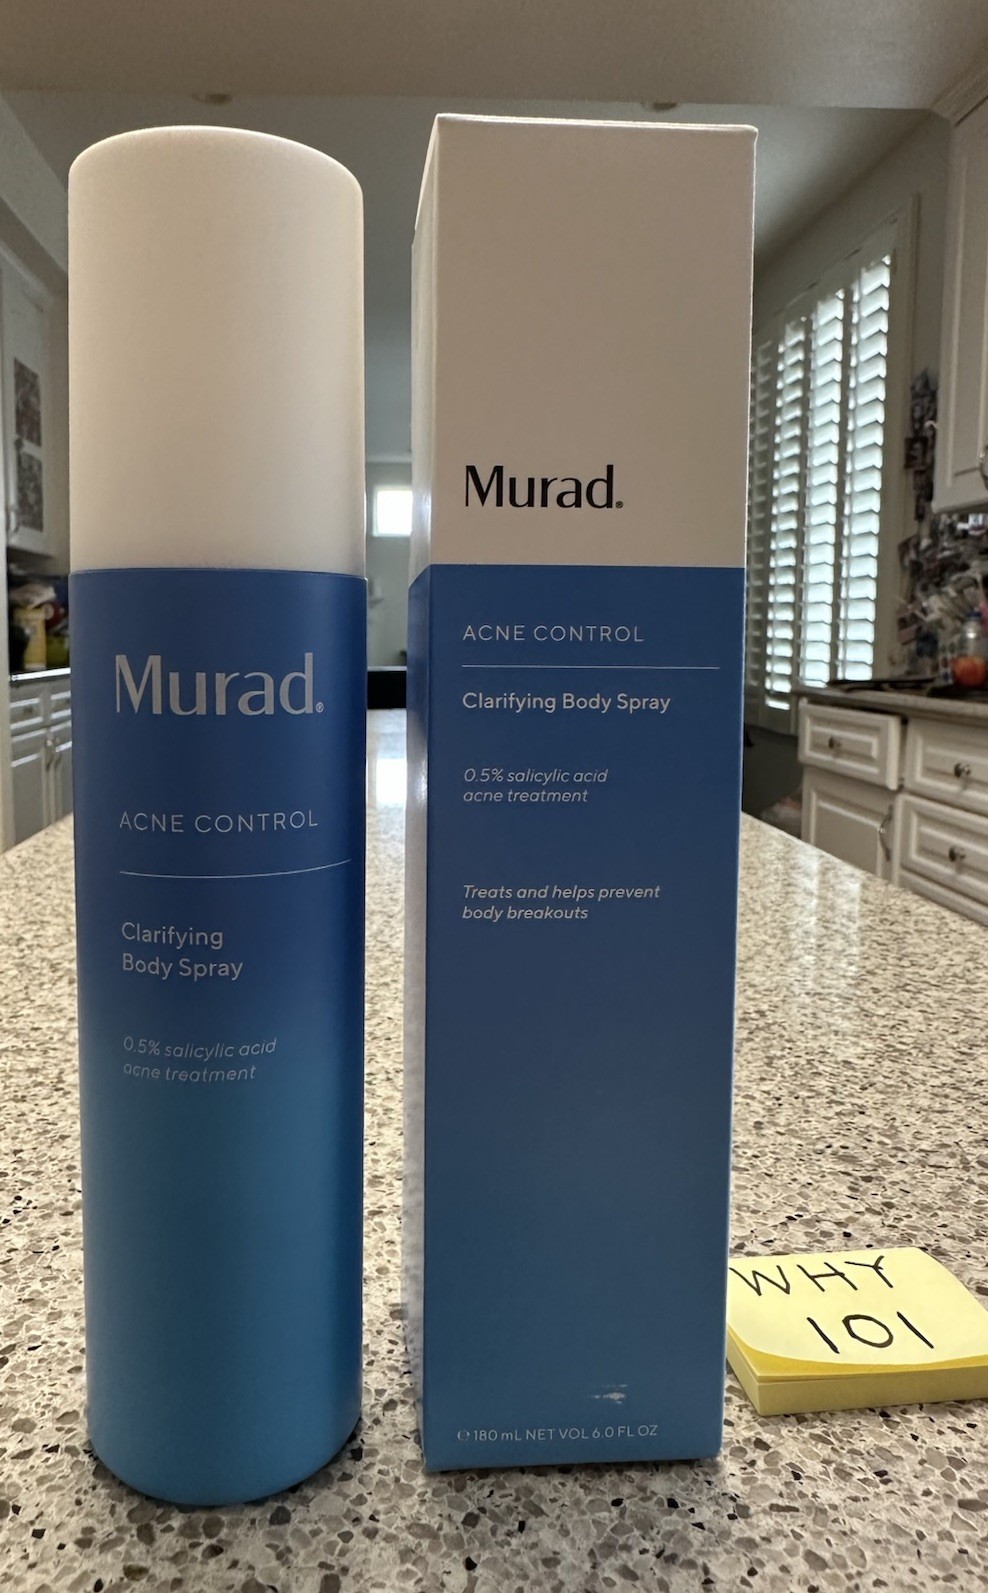 Murad®
ACNE CONTROL
Clarifying
Body Spray
0.5% salicylic acid
acne treatment
Murad®
ACNE CONTROL
Clarifying Body Spray
0.5% salicylic acid
acne treatment
Treats and helps prevent
body breakouts
℮ 180 mL NET VOL 6.0 FL OZ
WHY
101